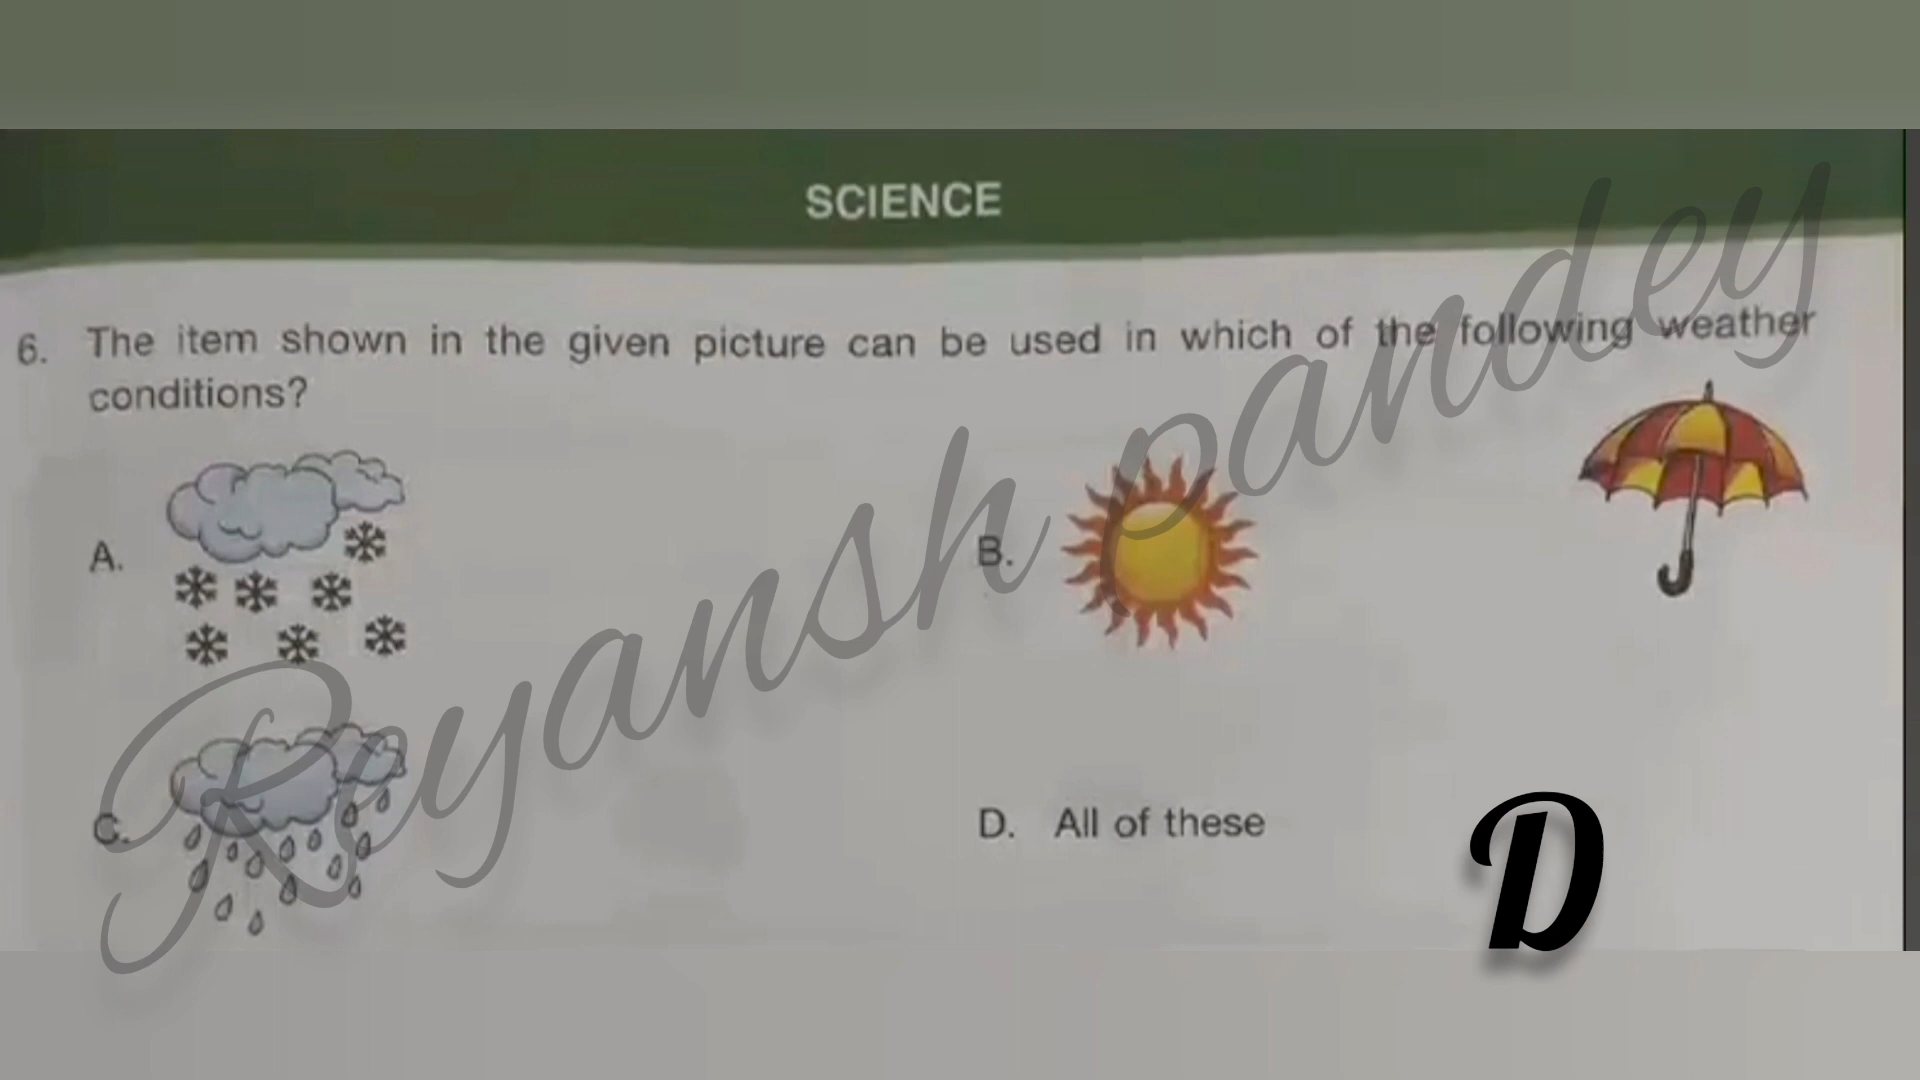 SCIENCE
6. The item shown in the given picture can be used in which of the following weather
conditions?
A.
B.
C.
D. All of these
D
Reyansh pandey